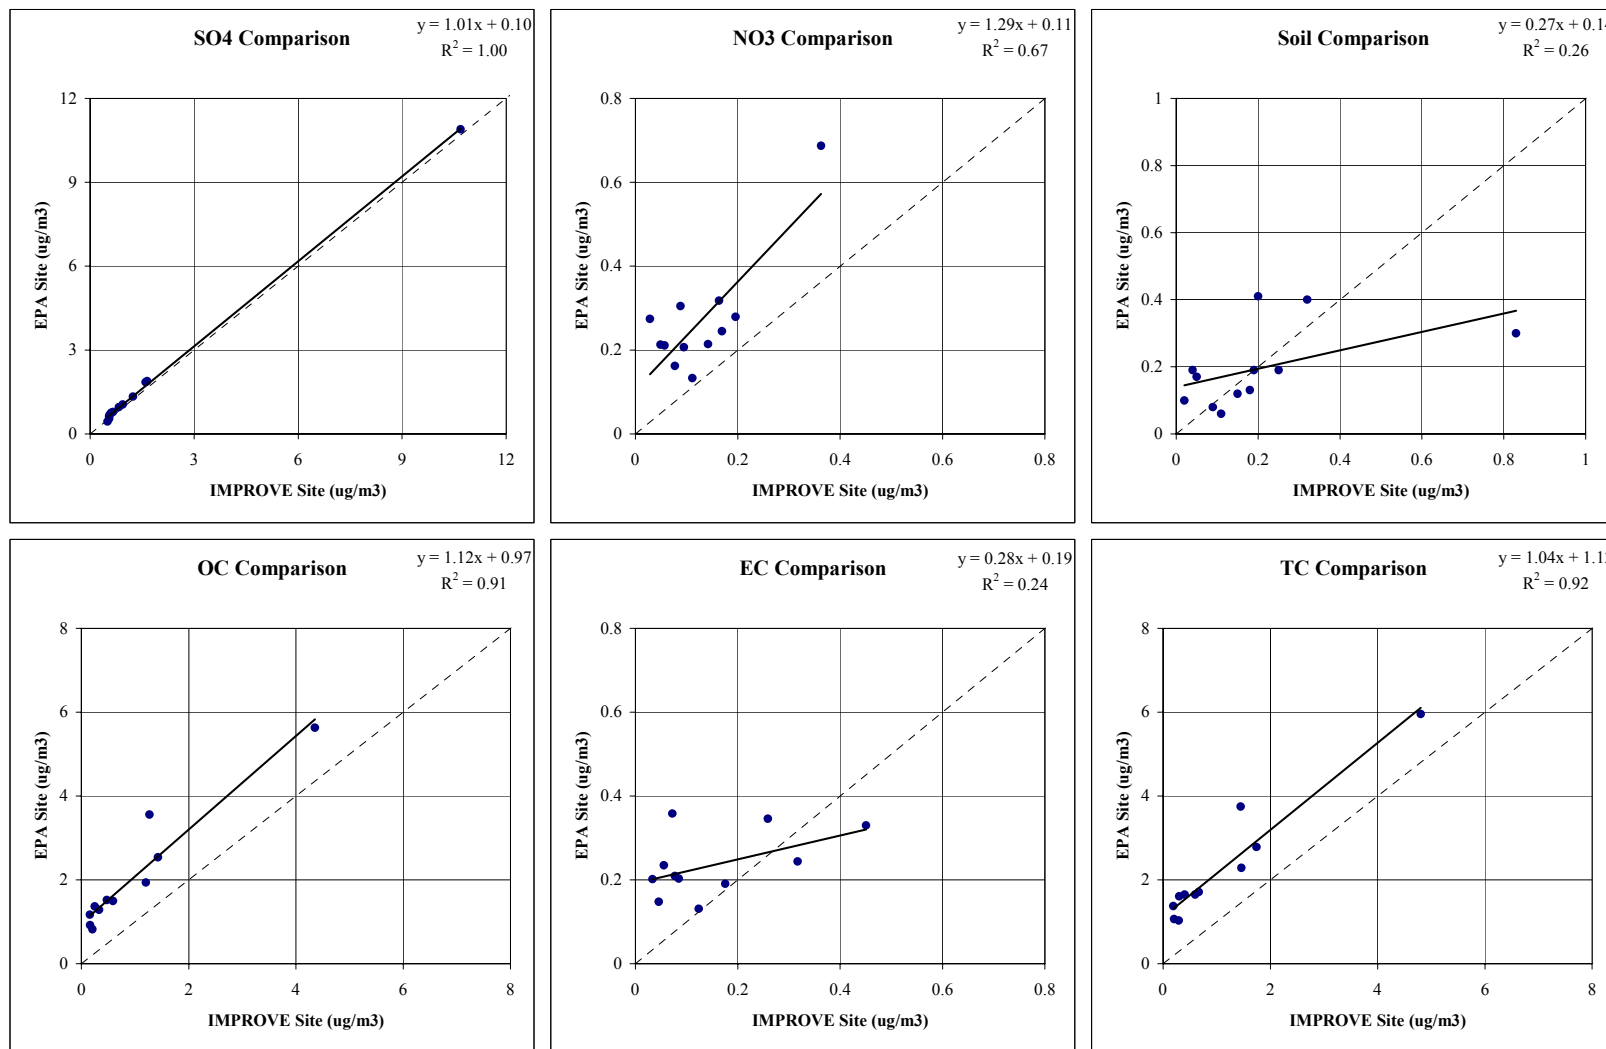 SO4 Comparison
y = 1.01x + 0.10
R2 = 1.00
12
9
6
3
0
0 3 6 9 12
EPA Site (ug/m3)
IMPROVE Site (ug/m3)
NO3 Comparison
y = 1.29x + 0.11
R2 = 0.67
0.8
0.6
0.4
0.2
0
0 0.2 0.4 0.6 0.8
EPA Site (ug/m3)
IMPROVE Site (ug/m3)
Soil Comparison
y = 0.27x + 0.14
R2 = 0.26
1
0.8
0.6
0.4
0.2
0
0 0.2 0.4 0.6 0.8 1
EPA Site (ug/m3)
IMPROVE Site (ug/m3)
OC Comparison
y = 1.12x + 0.97
R2 = 0.91
8
6
4
2
0
0 2 4 6 8
EPA Site (ug/m3)
IMPROVE Site (ug/m3)
EC Comparison
y = 0.28x + 0.19
R2 = 0.24
0.8
0.6
0.4
0.2
0
0 0.2 0.4 0.6 0.8
EPA Site (ug/m3)
IMPROVE Site (ug/m3)
TC Comparison
y = 1.04x +
R2 = 0.92
8
6
4
2
0
0 2 4 6 8
EPA Site (ug/m3)
IMPROVE Site (ug/m3)